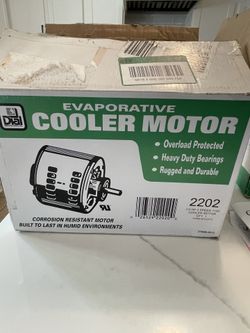 Dial
EVAPORATIVE
COOLER MOTOR
• Overload Protected
• Heavy Duty Bearings
• Rugged and Durable
2202
CORROSION RESISTANT MOTOR
BUILT TO LAST IN HUMID ENVIRONMENTS